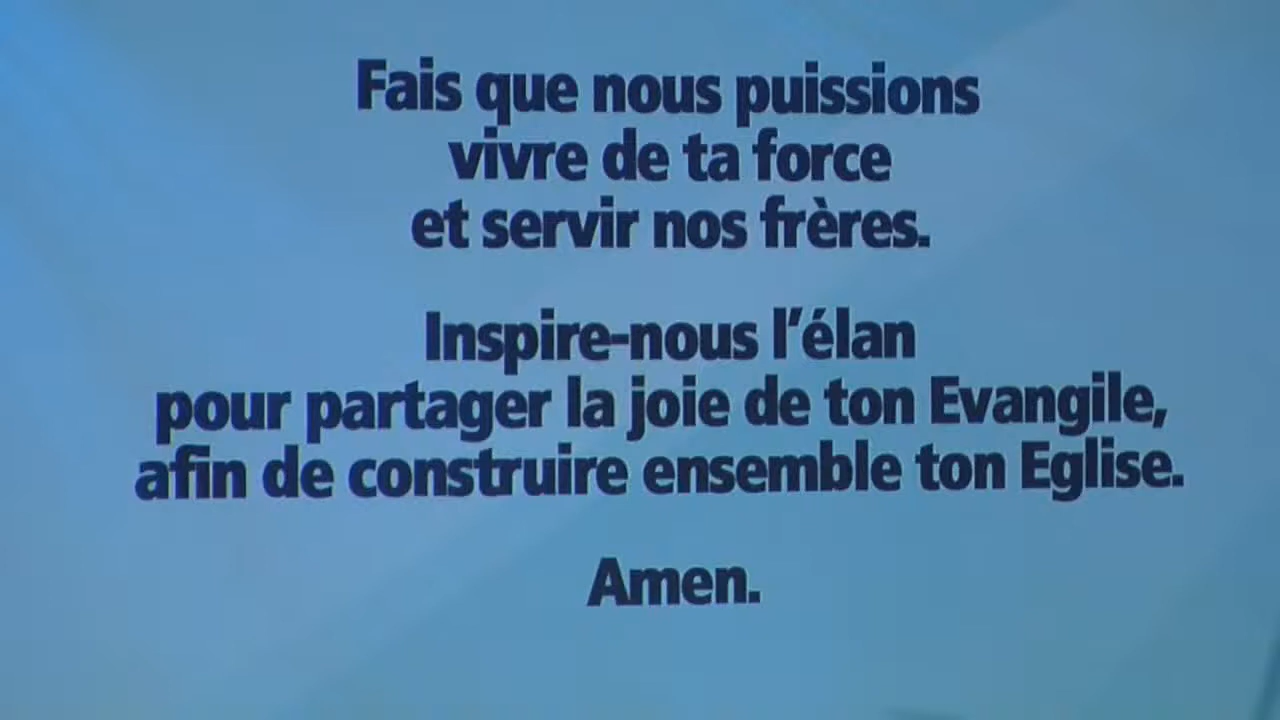 Fais que nous puissions
vivre de ta force
et servir nos frères.
Inspire-nous l’élan
pour partager la joie de ton Evangile,
afin de construire ensemble ton Eglise.
Amen.